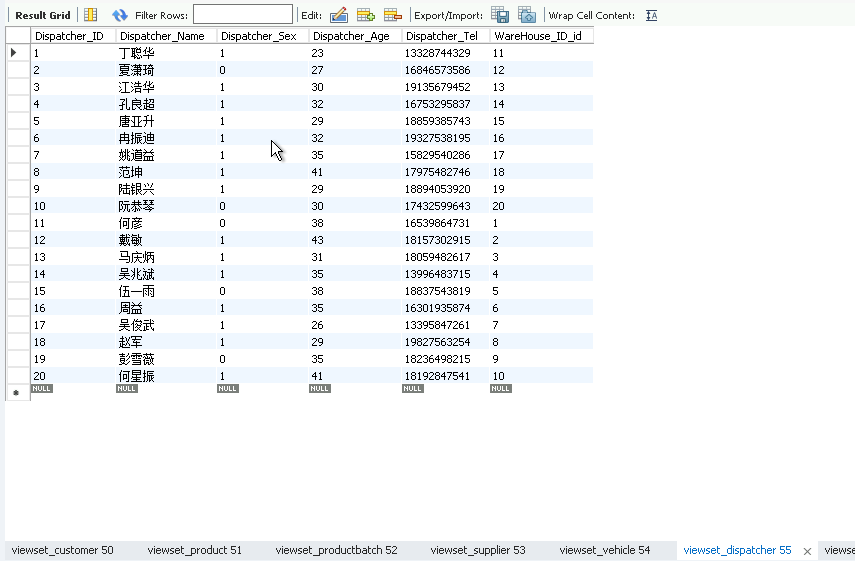 Result Grid Filter Rows: Edit: Export/Import: Wrap Cell Content:
Dispatcher_ID Dispatcher_Name Dispatcher_Sex Dispatcher_Age Dispatcher_Tel WareHouse_ID_id
1 丁聪华 1 23 13328744329 11
2 夏潇琦 0 27 16846573586 12
3 江浩华 1 30 19135679452 13
4 孔良超 1 32 16753295837 14
5 唐亚升 1 29 18859385743 15
6 冉振迪 1 32 19327538195 16
7 姚道益 1 35 15829540286 17
8 范坤 1 41 17975482746 18
9 陆银兴 1 29 18894053920 19
10 阮恭琴 0 30 17432599643 20
11 何彦 0 38 16539864731 1
12 戴敏 1 43 18157302915 2
13 马庆炳 1 31 18059482617 3
14 吴兆斌 1 35 13996483715 4
15 伍一雨 0 38 18837543819 5
16 周益 1 35 16301935874 6
17 吴俊武 1 26 13395847261 7
18 赵军 1 29 19827563254 8
19 彭雪薇 0 35 18236498215 9
20 何星振 1 41 18192847541 10
NULL NULL NULL NULL NULL NULL
viewset_customer 50 viewset_product 51 viewset_productbatch 52 viewset_supplier 53 viewset_vehicle 54 viewset_dispatcher 55 viewse